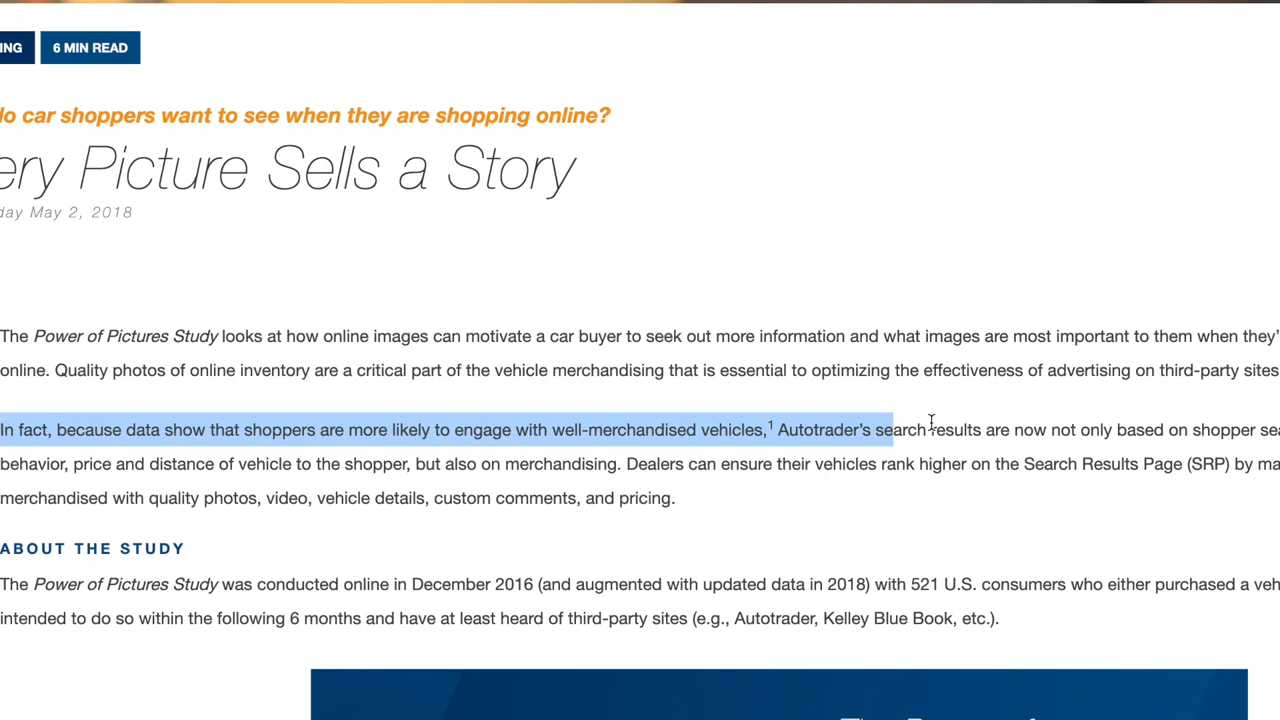 ING 6 MIN READ
do car shoppers want to see when they are shopping online?
ery Picture Sells a Story
day May 2, 2018
The Power of Pictures Study looks at how online images can motivate a car buyer to seek out more information and what images are most important to them when they'
online. Quality photos of online inventory are a critical part of the vehicle merchandising that is essential to optimizing the effectiveness of advertising on third-party sites
In fact, because data show that shoppers are more likely to engage with well-merchandised vehicles,1 Autotrader's search results are now not only based on shopper sea
behavior, price and distance of vehicle to the shopper, but also on merchandising. Dealers can ensure their vehicles rank higher on the Search Results Page (SRP) by ma
merchandised with quality photos, video, vehicle details, custom comments, and pricing.
ABOUT THE STUDY
The Power of Pictures Study was conducted online in December 2016 (and augmented with updated data in 2018) with 521 U.S. consumers who either purchased a veh
intended to do so within the following 6 months and have at least heard of third-party sites (e.g., Autotrader, Kelley Blue Book, etc.).